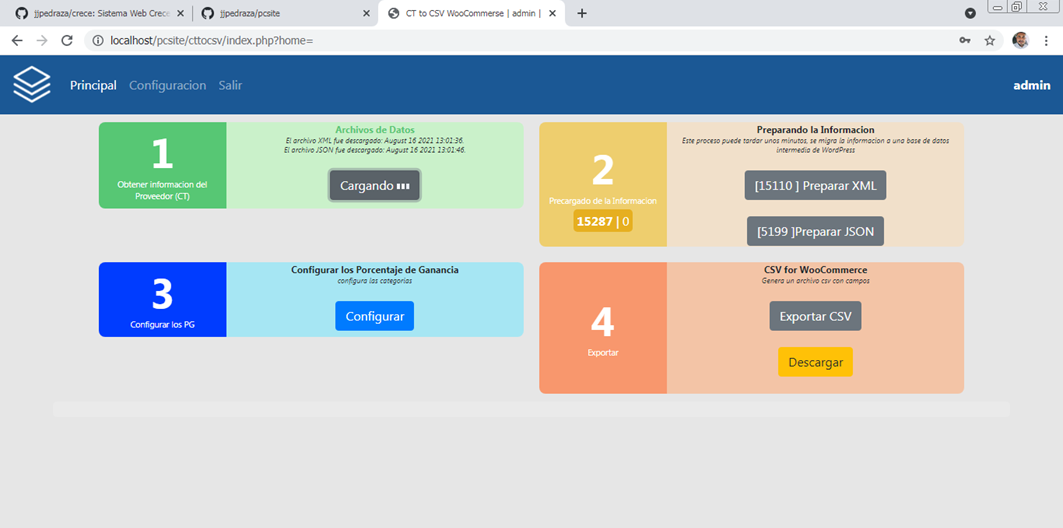 jjpedraza/crece: Sistema Web Crece
jjpedraza/pcsite
CT to CSV WooCommerse | admin |
localhost/pcsite/cttocsv/index.php?home=
Principal
Configuracion
Salir
admin
1
Obtener informacion del
Proveedor (CT)
Archivos de Datos
El archivo XML fue descargado: August 16 2021 13:01:36.
El archivo JSON fue descargado: August 16 2021 13:01:46.
Cargando
2
Precargado de la Informacion
15287 | 0
Preparando la Informacion
Este proceso puede tardar unos minutos, se migra la informacion a una base de datos
intermedia de WordPress
[15110 ] Preparar XML
[5199 ]Preparar JSON
3
Configurar los PG
Configurar los Porcentaje de Ganancia
configura las categorias
Configurar
4
Exportar
CSV for WooCommerce
Genera un archivo csv con campos
Exportar CSV
Descargar